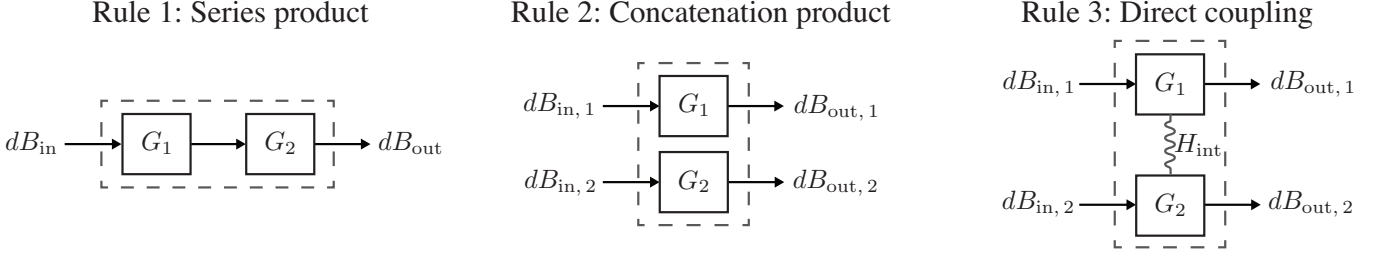 Rule 1: Series product
dB_in
G_1
G_2
dB_out
Rule 2: Concatenation product
dB_in, 1
G_1
dB_out, 1
dB_in, 2
G_2
dB_out, 2
Rule 3: Direct coupling
dB_in, 1
G_1
dB_out, 1
H_int
dB_in, 2
G_2
dB_out, 2